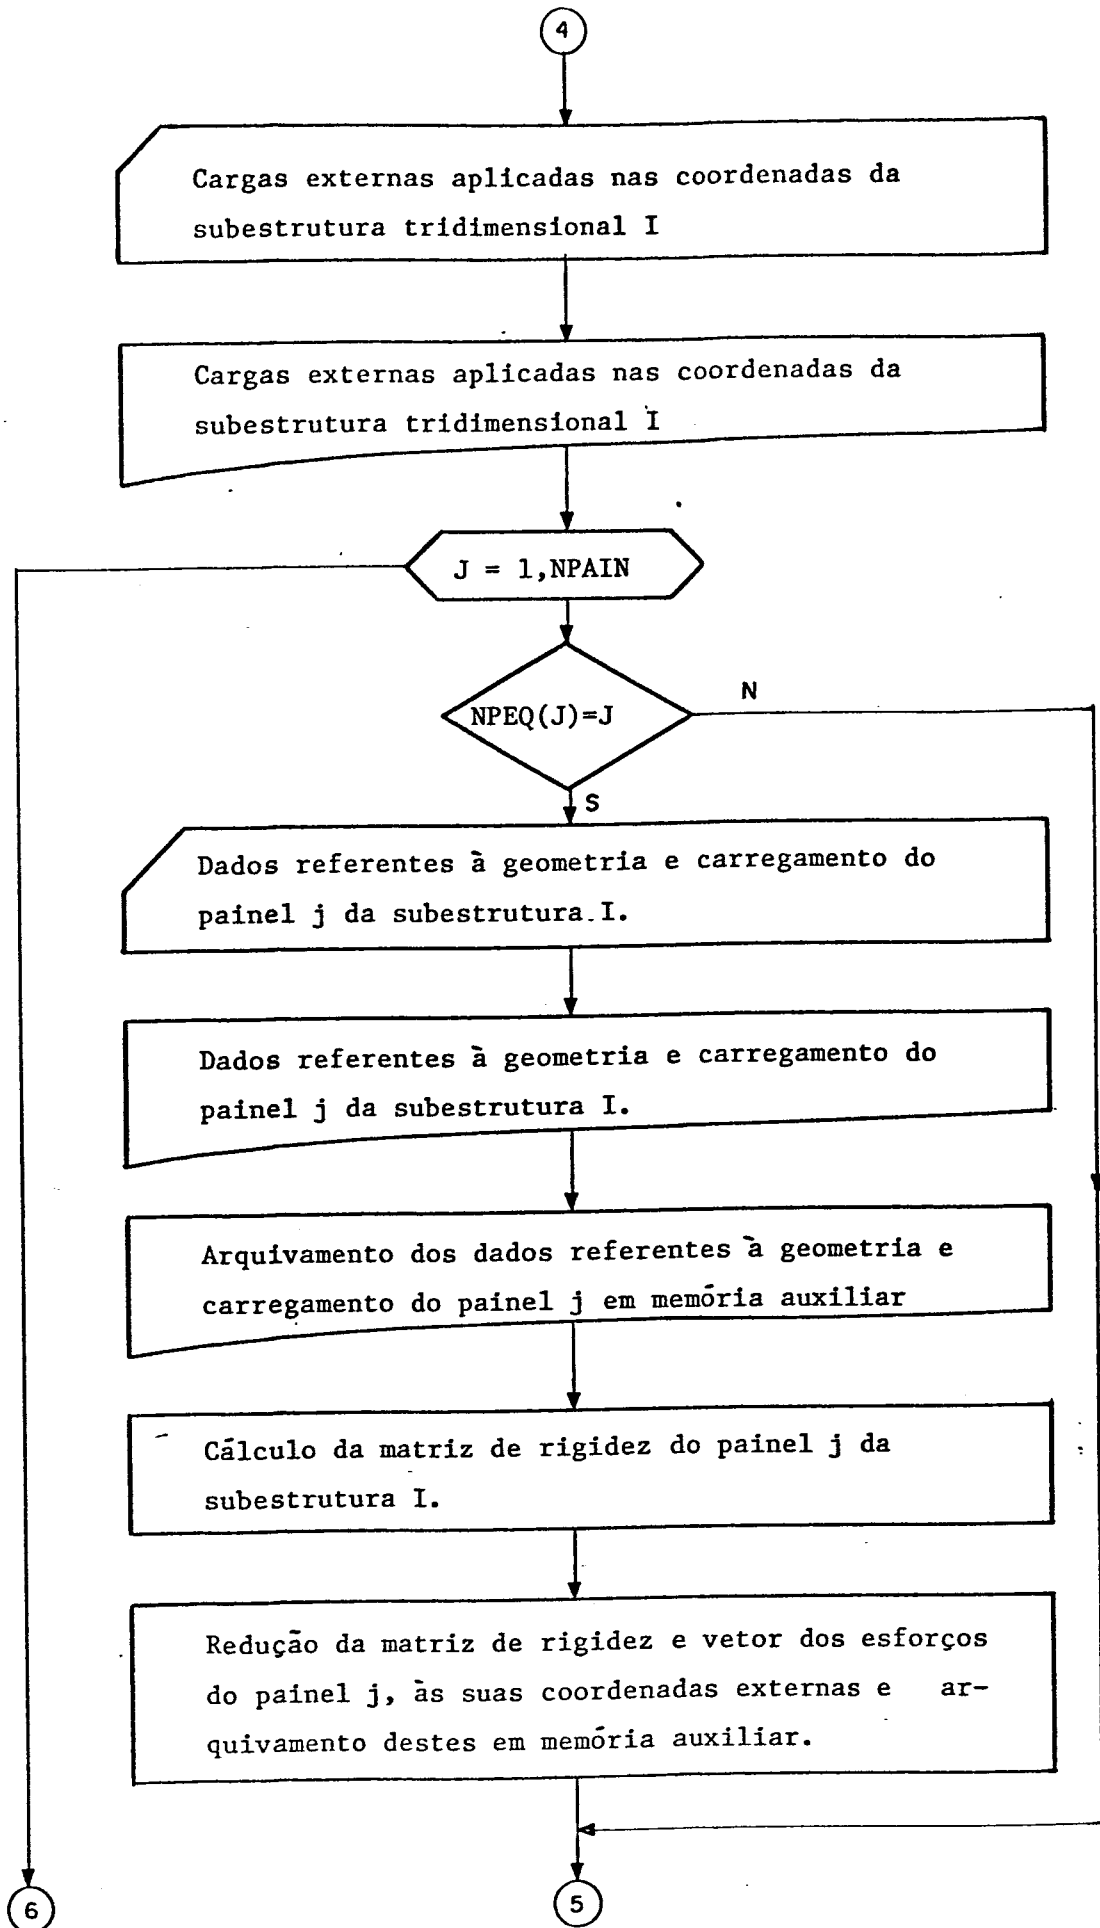 4
Cargas externas aplicadas nas coordenadas da
subestrutura tridimensional I
Cargas externas aplicadas nas coordenadas da
subestrutura tridimensional I
J = 1,NPAIN
NPEQ(J)=J
N
S
Dados referentes à geometria e carregamento do
painel j da subestrutura I.
Dados referentes à geometria e carregamento do
painel j da subestrutura I.
Arquivamento dos dados referentes à geometria e
carregamento do painel j em memória auxiliar
Cálculo da matriz de rigidez do painel j da
subestrutura I.
Redução da matriz de rigidez e vetor dos esforços
do painel j, às suas coordenadas externas e ar-
quivamento destes em memória auxiliar.
6
5